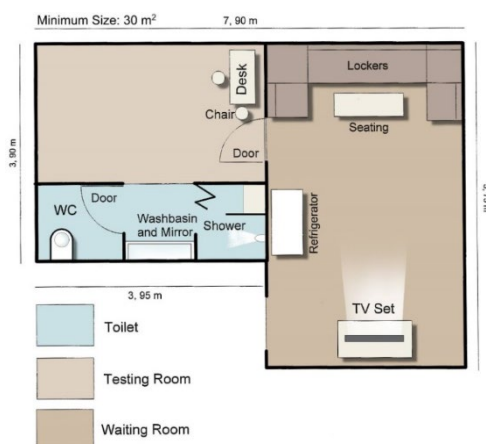 Minimum Size: 30 m²
7, 90 m
Desk
Lockers
Chair
Seating
Door
3, 90 m
WC
Door
Washbasin
and Mirror
Shower
Refrigerator
3, 95 m
TV Set
Toilet
Testing Room
Waiting Room